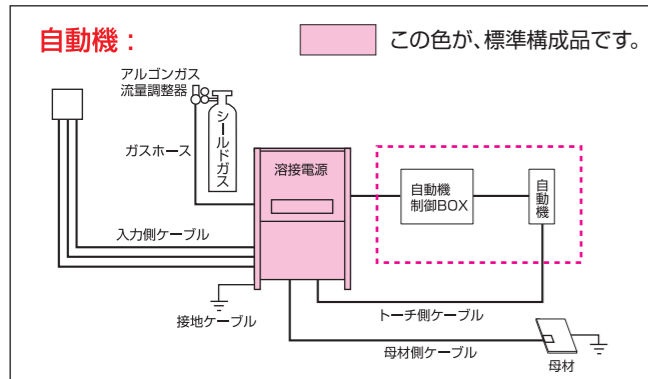 自動機：
この色が、標準構成品です。
アルゴンガス
流量調整器
シールドガス
ガスホース
溶接電源
自動機
制御BOX
自動機
入力側ケーブル
接地ケーブル
トーチ側ケーブル
母材側ケーブル
母材